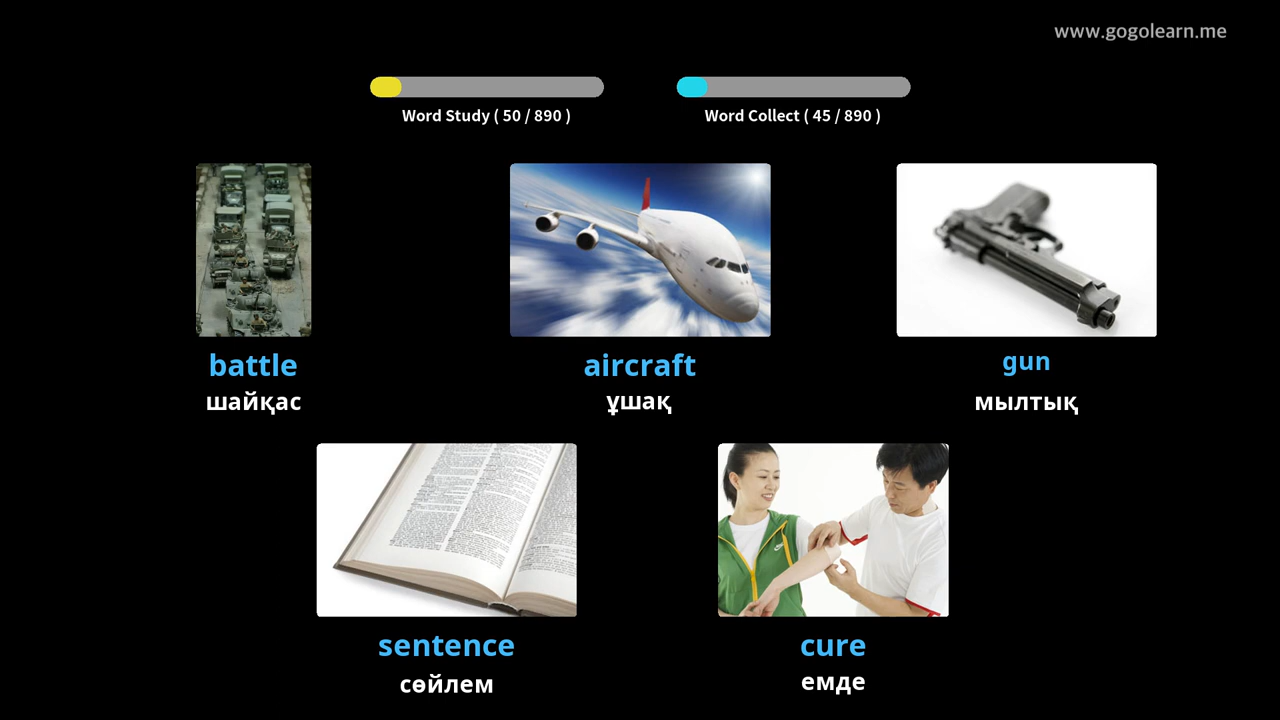 www.gogolearn.me
Word Study ( 50 / 890 )
Word Collect ( 45 / 890 )
battle
шайқас
aircraft
ұшақ
gun
мылтық
sentence
сөйлем
cure
емде